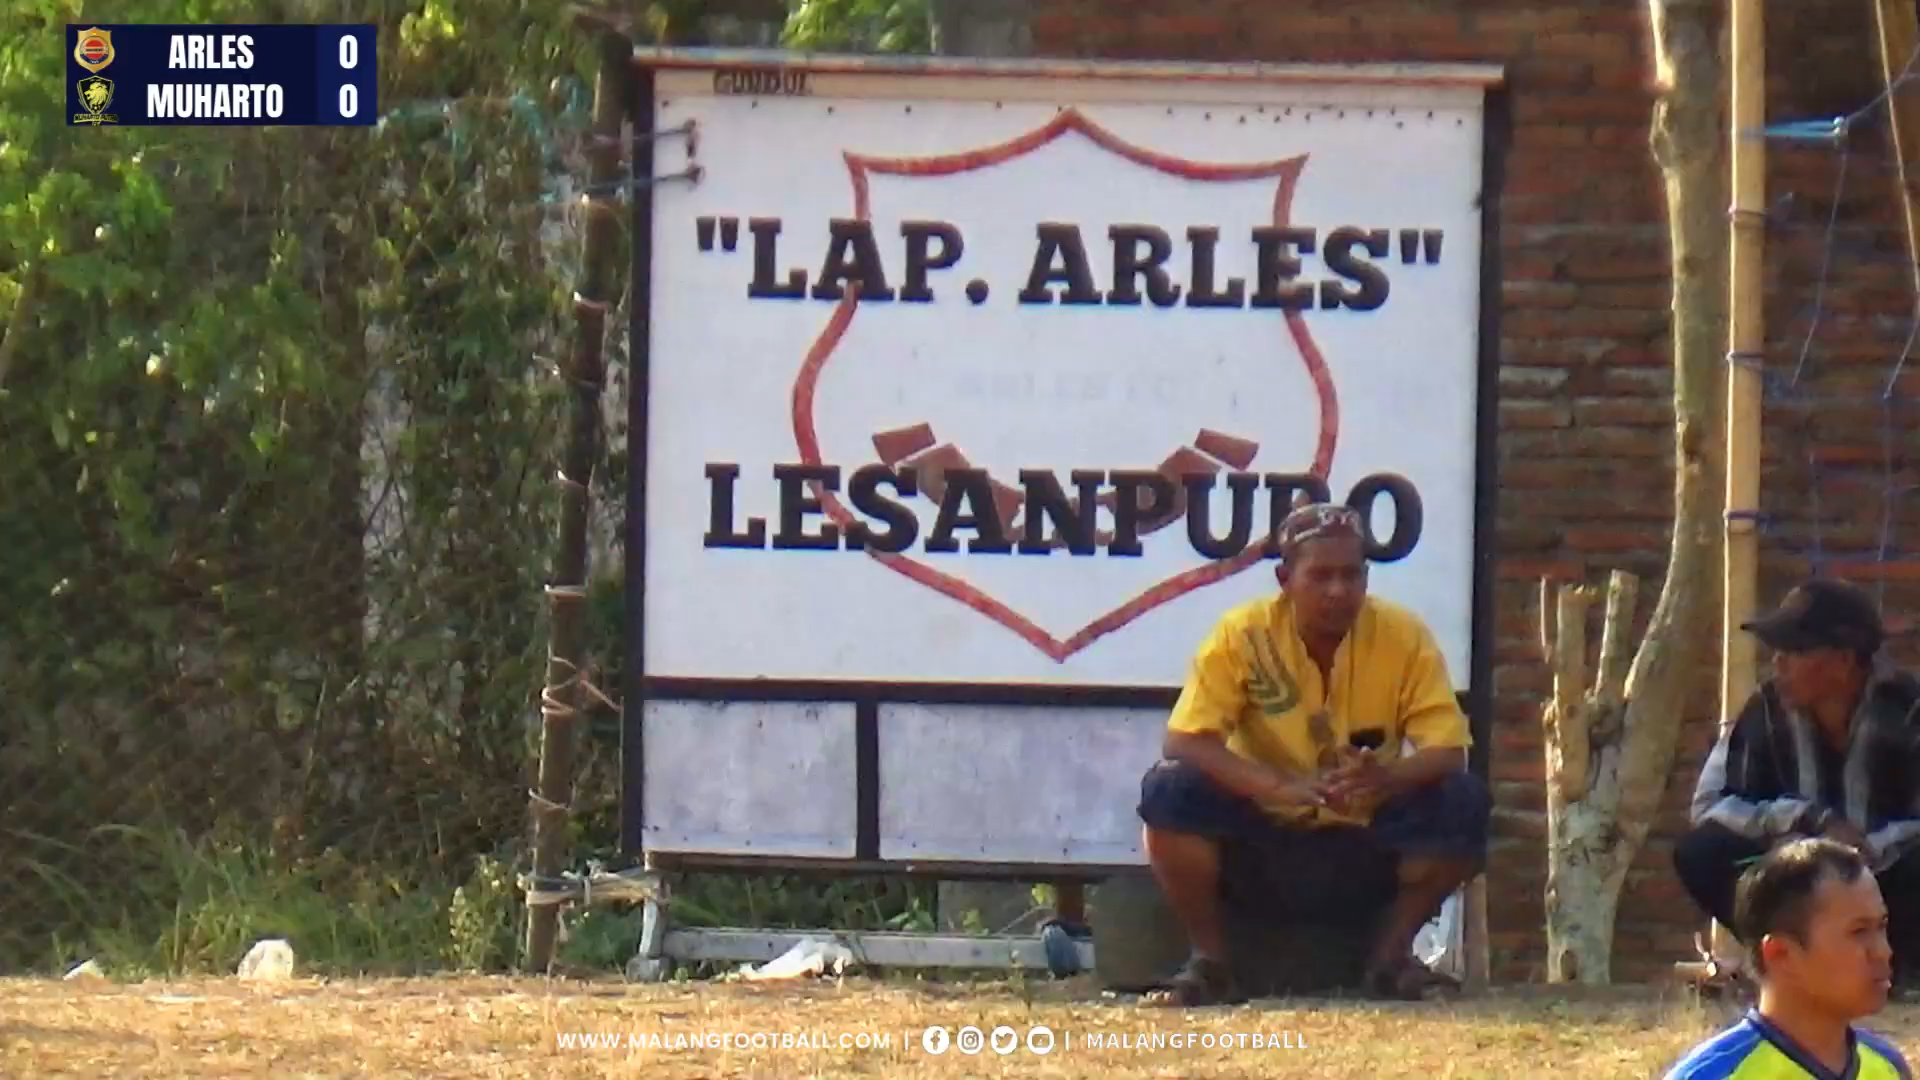 ARLES 0
MUHARTO 0
GUNDUL
"LAP. ARLES"
LESANPURO
WWW.MALANGFOOTBALL.COM | | MALANGFOOTBALL